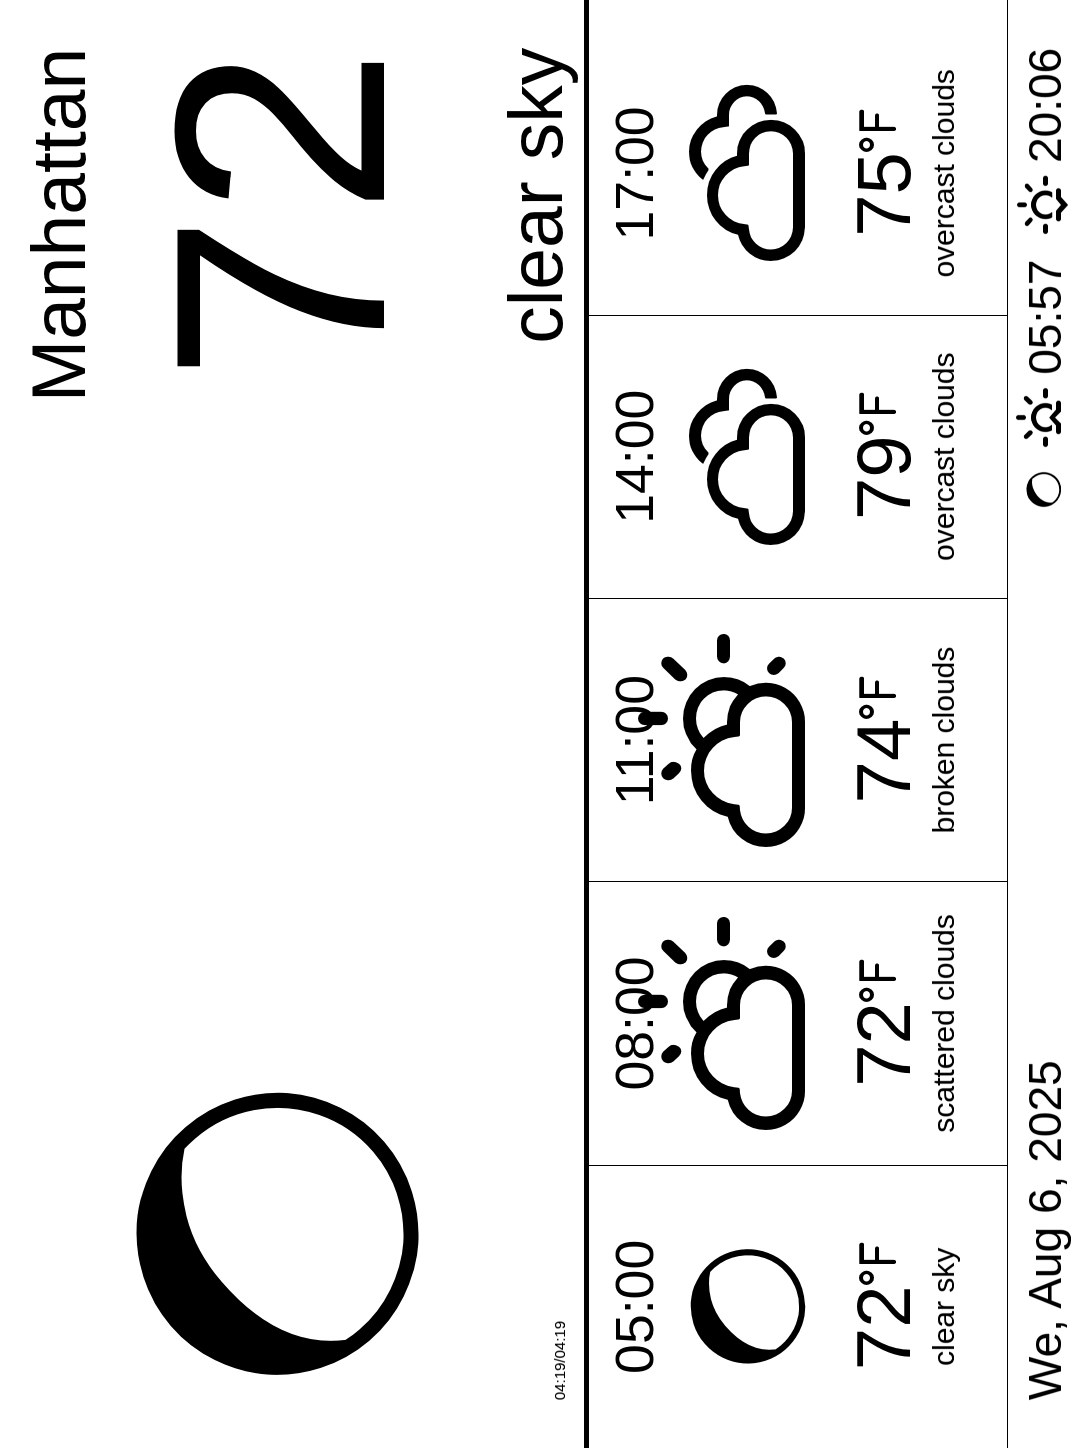 Manhattan
72
clear sky
04:19/04:19
05:00
72°F
clear sky
08:00
72°F
scattered clouds
11:00
74°F
broken clouds
14:00
79°F
overcast clouds
17:00
75°F
overcast clouds
We, Aug 6, 2025
05:57
20:06